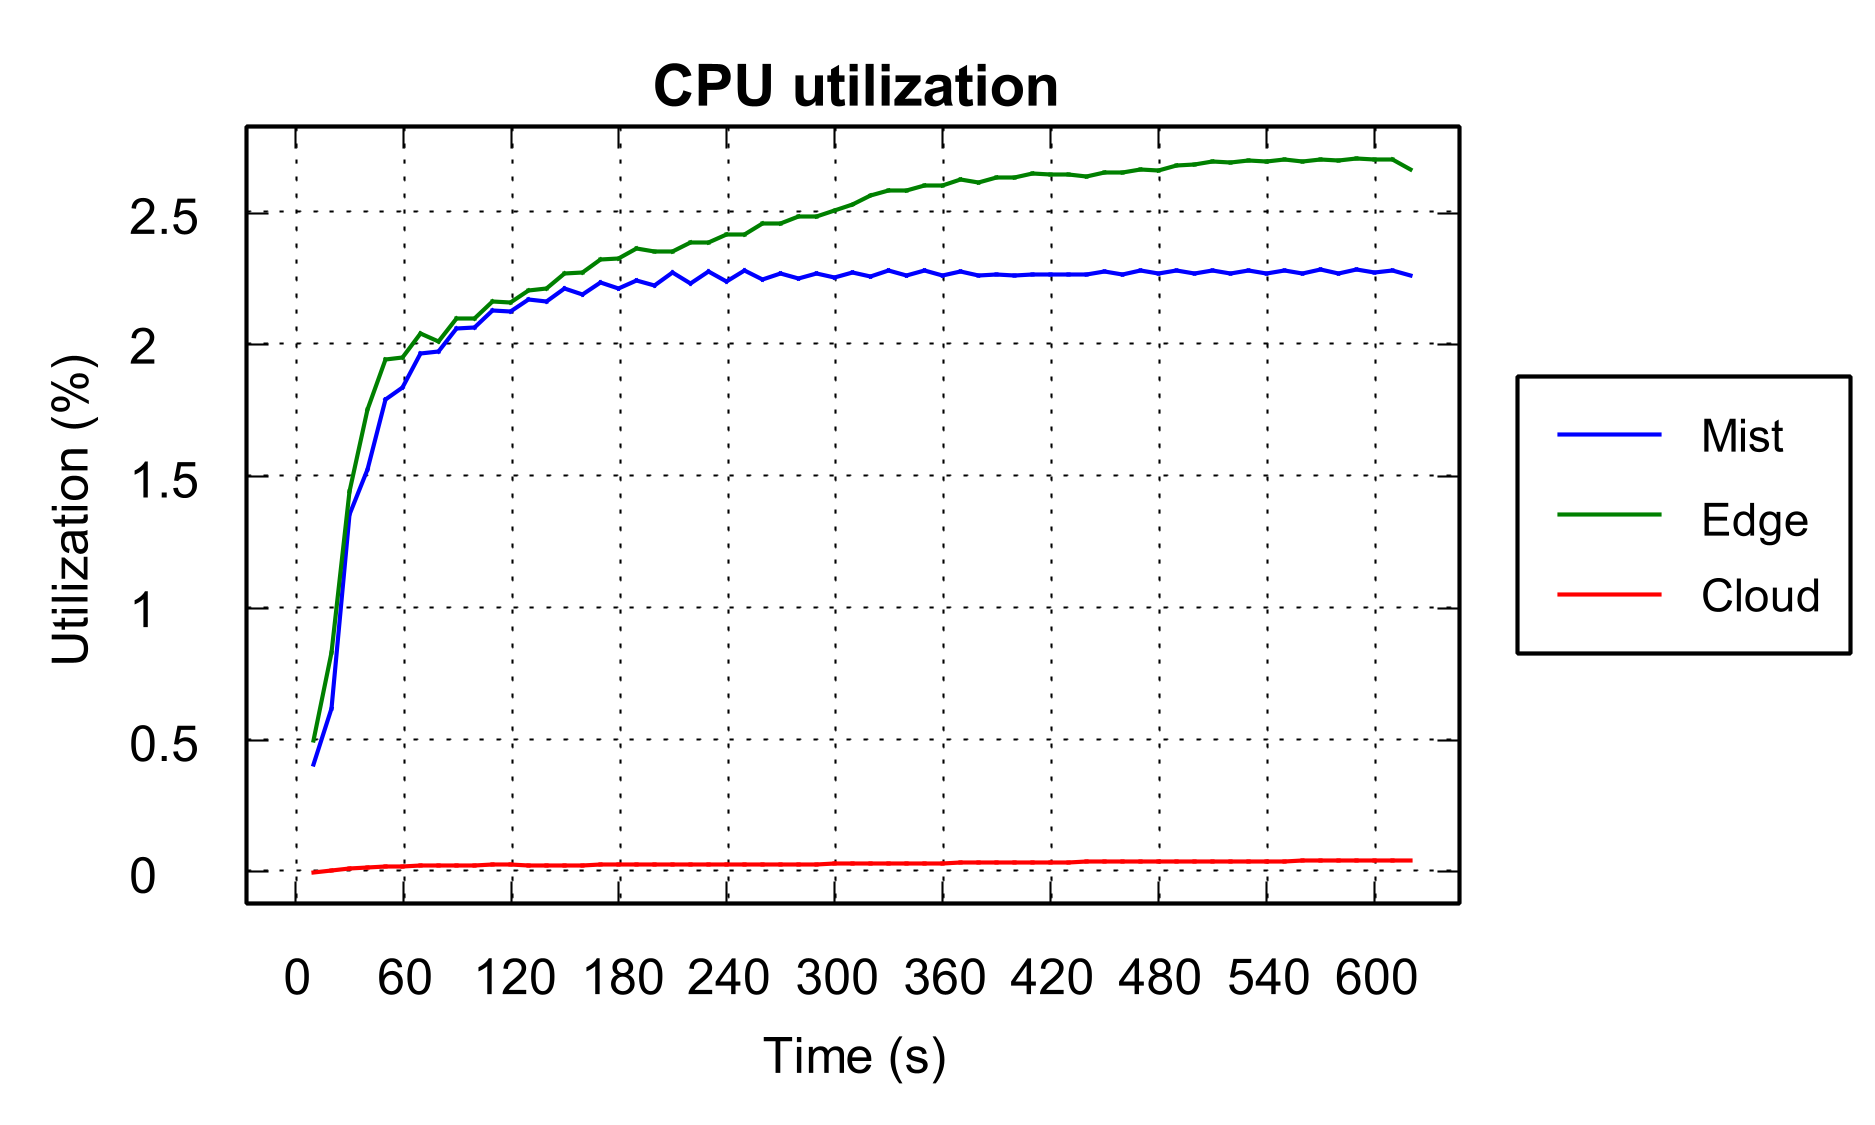 CPU utilization
Utilization (%)
2.5
2
1.5
1
0.5
0
0 60 120 180 240 300 360 420 480 540 600
Time (s)
Mist
Edge
Cloud